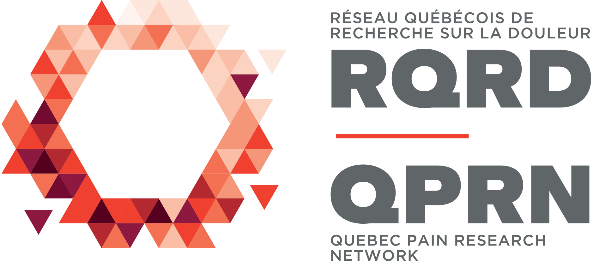 RÉSEAU QUÉBÉCOIS DE
RECHERCHE SUR LA DOULEUR
RQRD
QPRN
QUEBEC PAIN RESEARCH
NETWORK